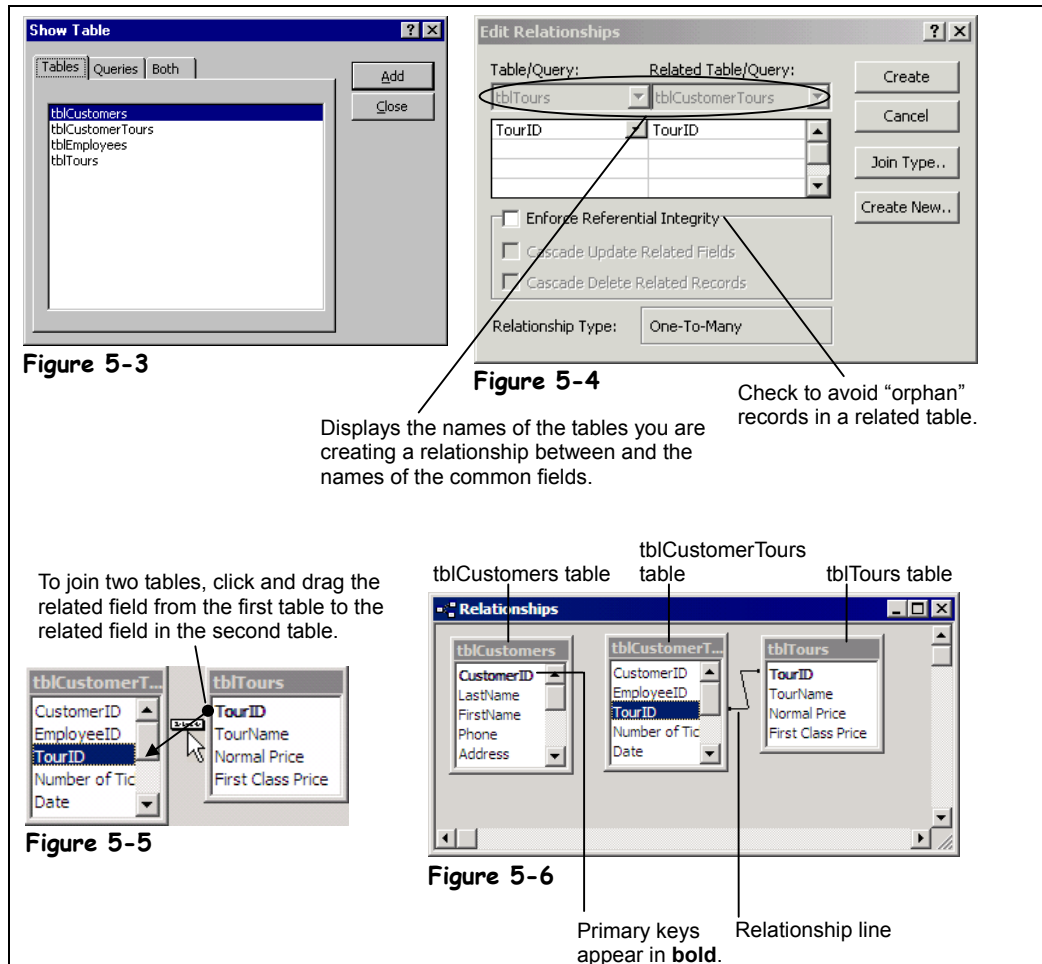 Show Table
Tables Queries Both
Add
Close
tblCustomers
tblCustomerTours
tblEmployees
tblTours
Figure 5-3
Edit Relationships
Table/Query: Related Table/Query:
tblTours tblCustomerTours
TourID TourID
Create
Cancel
Join Type..
Create New..
Enforce Referential Integrity
Cascade Update Related Fields
Cascade Delete Related Records
Relationship Type: One-To-Many
Figure 5-4
Displays the names of the tables you are
creating a relationship between and the
names of the common fields.
Check to avoid “orphan”
records in a related table.
To join two tables, click and drag the
related field from the first table to the
related field in the second table.
tblCustomerT...
CustomerID
EmployeeID
TourID
Number of Tic
Date
tblTours
TourID
TourName
Normal Price
First Class Price
Figure 5-5
tblCustomers table
tblCustomerTours
table
tblTours table
Relationships
tblCustomers
CustomerID
LastName
FirstName
Phone
Address
tblCustomerT...
CustomerID
EmployeeID
TourID
Number of Tic
Date
tblTours
TourID
TourName
Normal Price
First Class Price
Figure 5-6
Primary keys
appear in bold.
Relationship line